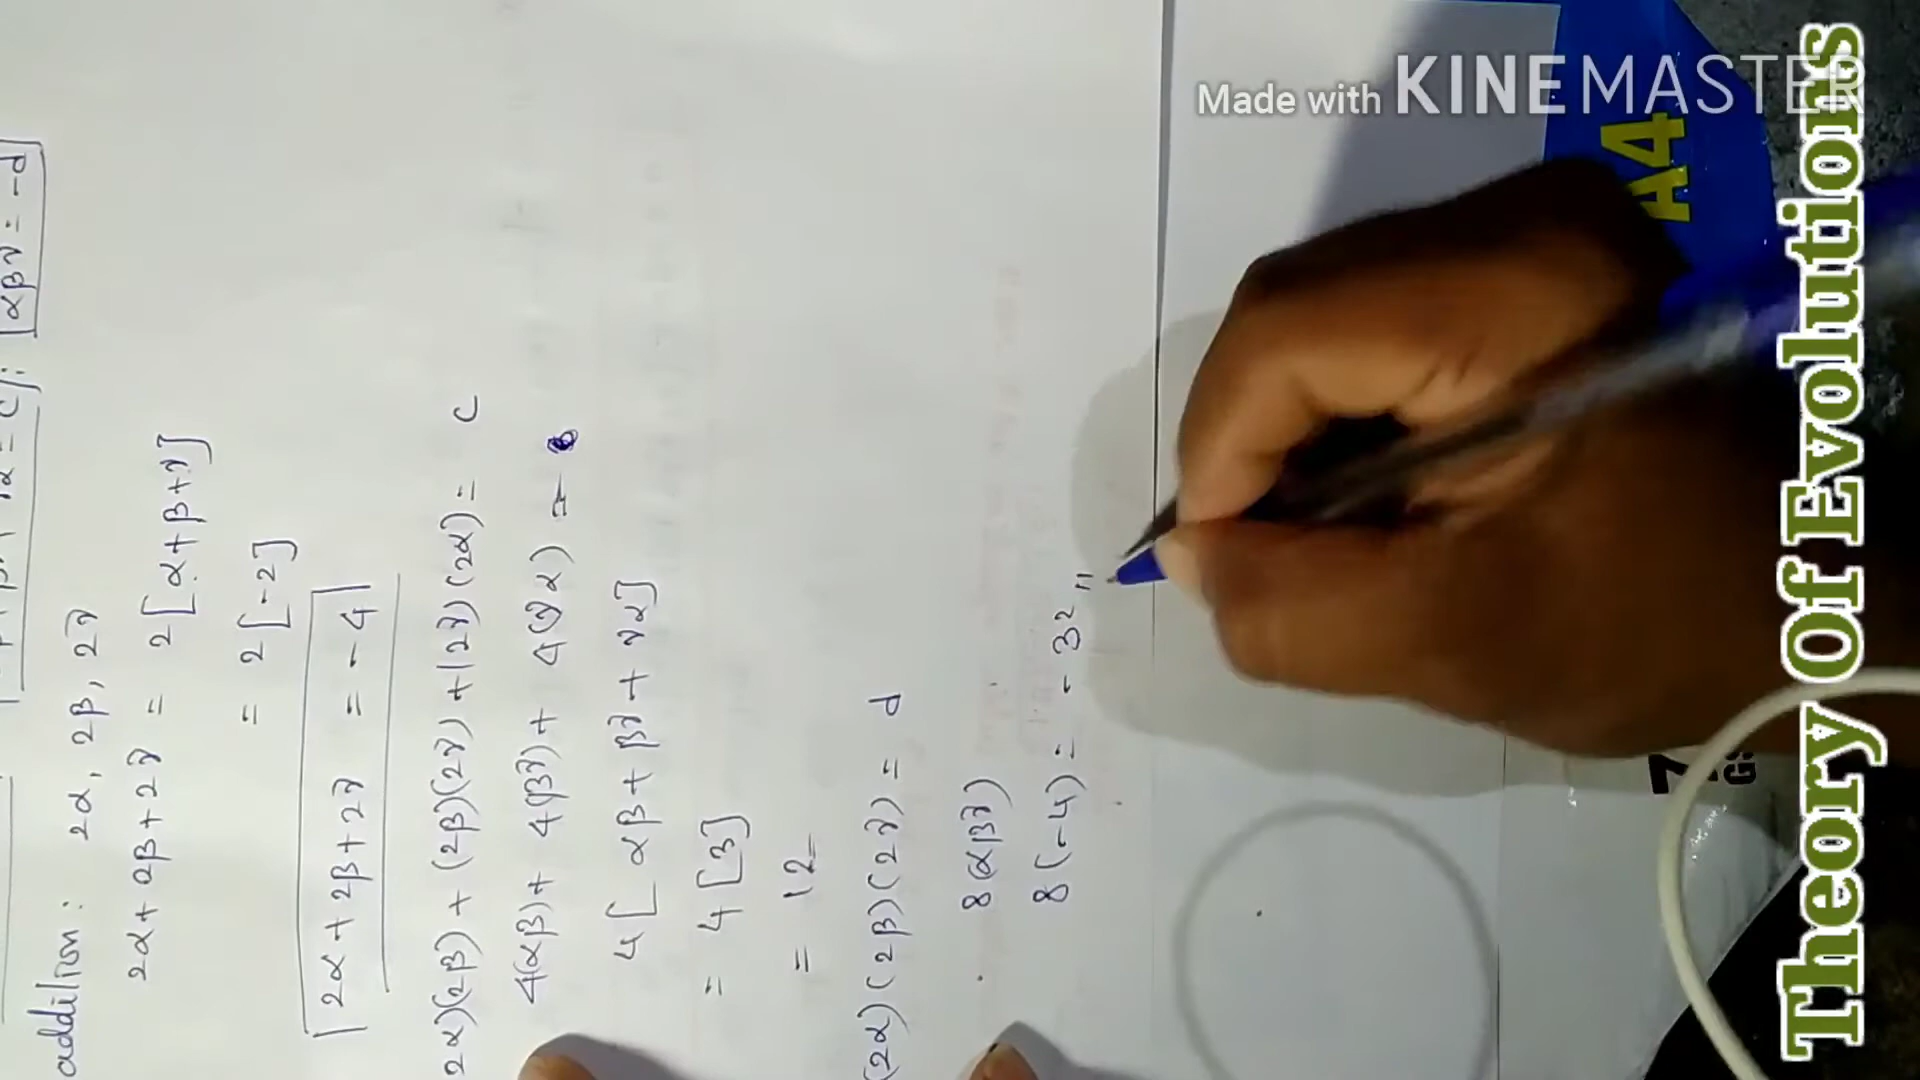 αβγ = -d
addition: 2α, 2β, 2γ
2α + 2β + 2γ = 2[α+β+γ]
= 2[-2]
2α + 2β + 2γ = -4
2α)(2β) + (2β)(2γ) + (2γ)(2α) = c
4(αβ) + 4(βγ) + 4(γα) =
4[αβ + βγ + γα]
= 4[3]
= 12
(2α)(2β)(2γ) = d
8(αβγ)
8(-4) = -32 "
Made with KINEMASTER
A4
Theory Of Evolutions